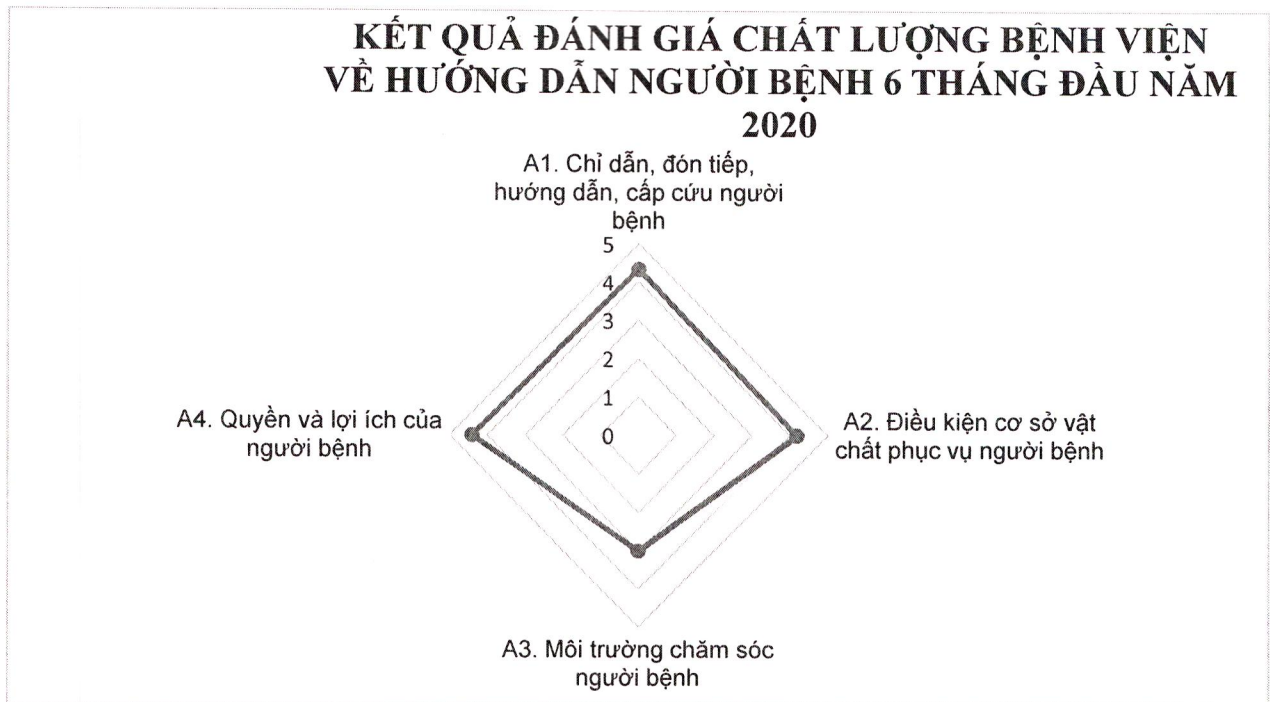 KẾT QUẢ ĐÁNH GIÁ CHẤT LƯỢNG BỆNH VIỆN
VỀ HƯỚNG DẪN NGƯỜI BỆNH 6 THÁNG ĐẦU NĂM
2020
A1. Chỉ dẫn, đón tiếp,
hướng dẫn, cấp cứu người
bệnh
5
4
3
2
1
0
A4. Quyền và lợi ích của
người bệnh
A2. Điều kiện cơ sở vật
chất phục vụ người bệnh
A3. Môi trường chăm sóc
người bệnh